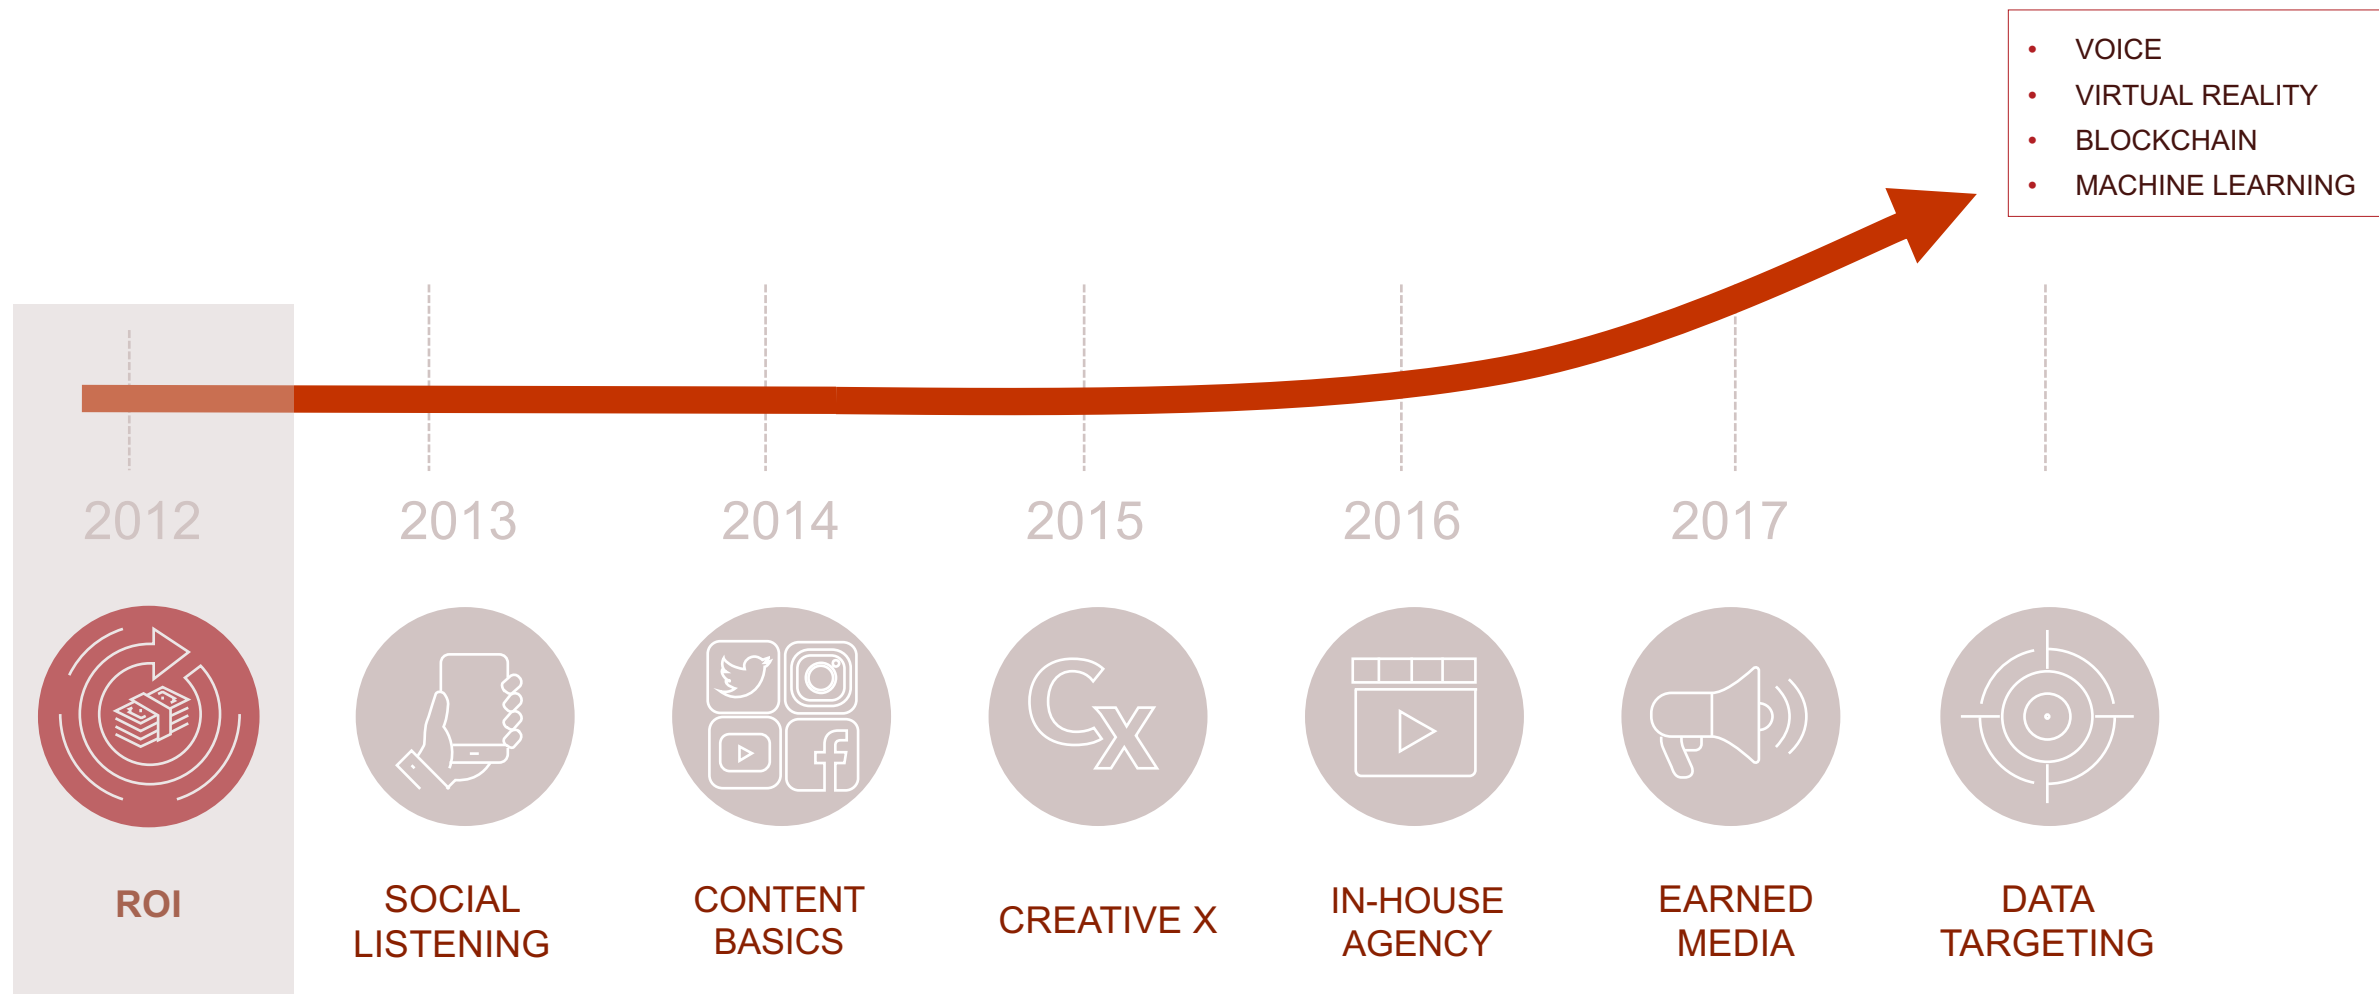 • VOICE
• VIRTUAL REALITY
• BLOCKCHAIN
• MACHINE LEARNING
2012
2013
2014
2015
2016
2017
Cx
ROI
SOCIAL
LISTENING
CONTENT
BASICS
CREATIVE X
IN-HOUSE
AGENCY
EARNED
MEDIA
DATA
TARGETING